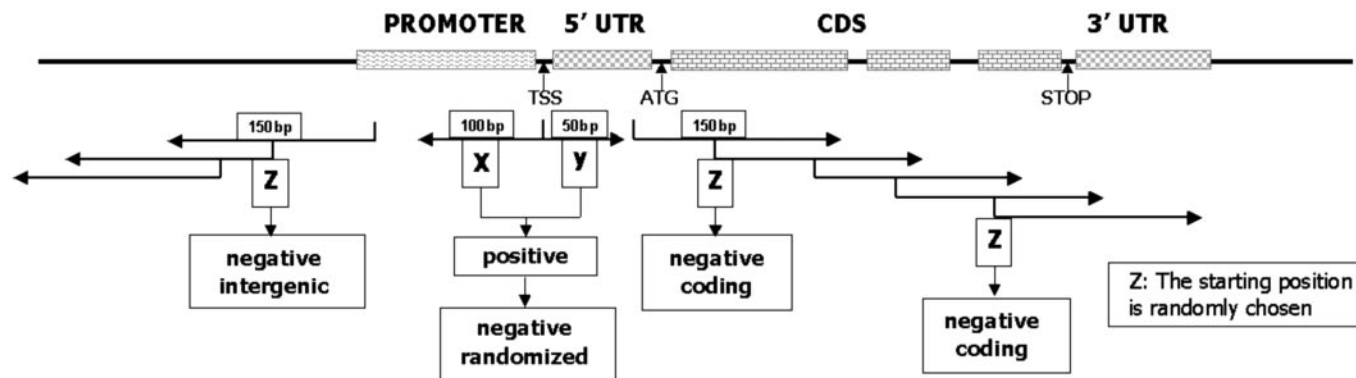 PROMOTER 5' UTR CDS 3' UTR
TSS ATG STOP
150bp 100bp 50bp 150bp
X y
Z Z
Z
negative
intergenic
positive
negative
coding
negative
randomized
negative
coding
Z: The starting position
is randomly chosen